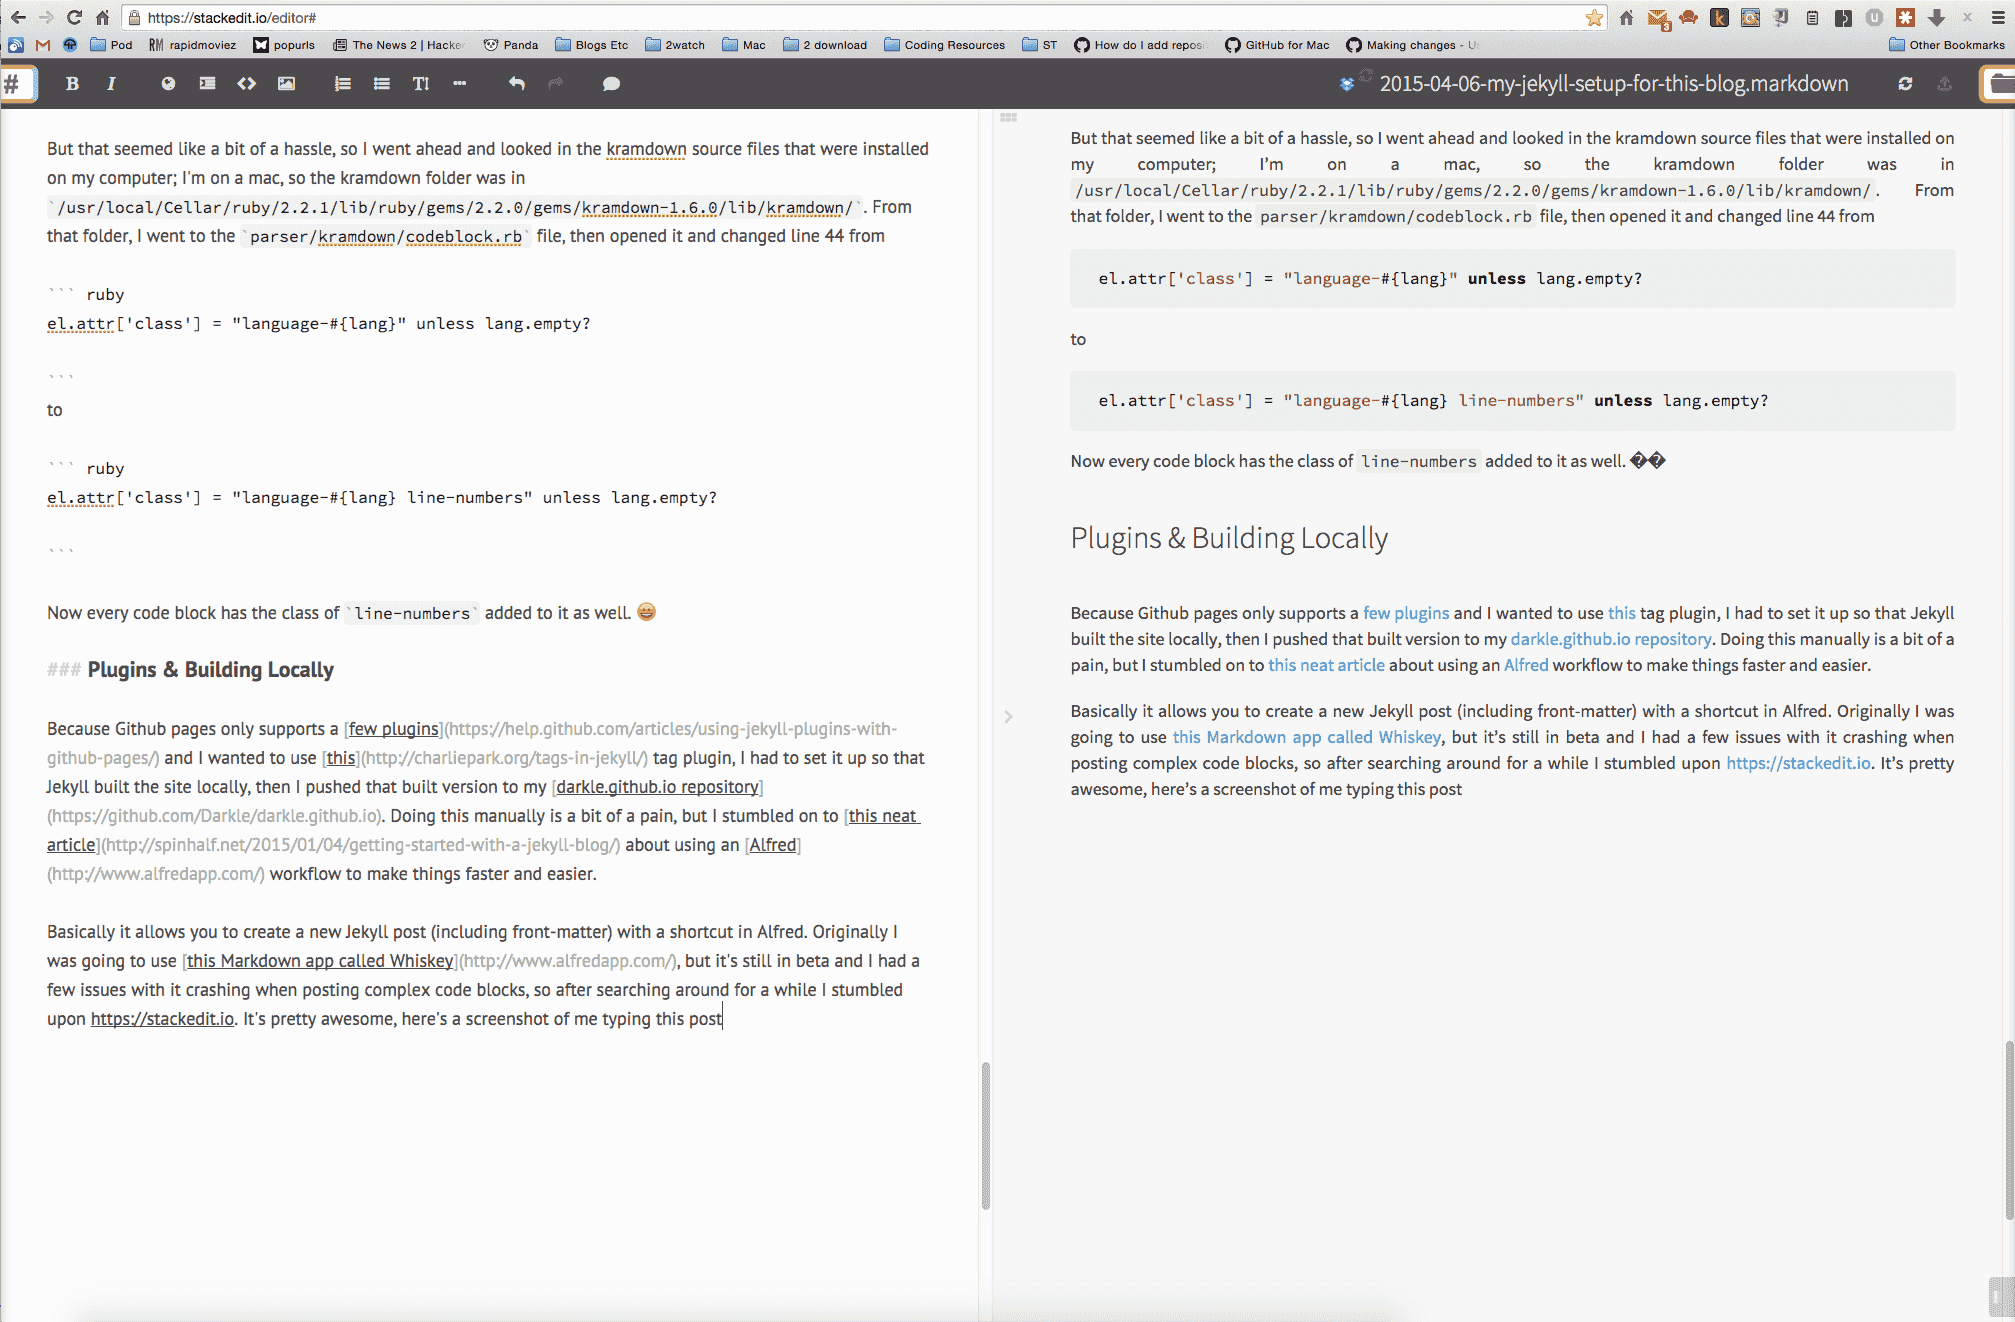 https://stackedit.io/editor#
3
Pod
RM rapidmoviez
popurls
The News 2 | Hacker
Panda
Blogs Etc
2watch
Mac
2 download
Coding Resources
ST
How do I add reposi
GitHub for Mac
Making changes - Us
Other Bookmarks
# B I 2015-04-06-my-jekyll-setup-for-this-blog.markdown
But that seemed like a bit of a hassle, so I went ahead and looked in the kramdown source files that were installed
on my computer; I'm on a mac, so the kramdown folder was in
`/usr/local/Cellar/ruby/2.2.1/lib/ruby/gems/2.2.0/gems/kramdown-1.6.0/lib/kramdown/`. From
that folder, I went to the `parser/kramdown/codeblock.rb` file, then opened it and changed line 44 from
``` ruby
el.attr['class'] = "language-#{lang}" unless lang.empty?
```
to
``` ruby
el.attr['class'] = "language-#{lang} line-numbers" unless lang.empty?
```
Now every code block has the class of `line-numbers` added to it as well. 😀
### Plugins & Building Locally
Because Github pages only supports a [few plugins](https://help.github.com/articles/using-jekyll-plugins-with-
github-pages/) and I wanted to use [this](http://charliepark.org/tags-in-jekyll/) tag plugin, I had to set it up so that
Jekyll built the site locally, then I pushed that built version to my [darkle.github.io repository]
(https://github.com/Darkle/darkle.github.io). Doing this manually is a bit of a pain, but I stumbled on to [this neat
article](http://spinhalf.net/2015/01/04/getting-started-with-a-jekyll-blog/) about using an [Alfred]
(http://www.alfredapp.com/) workflow to make things faster and easier.
Basically it allows you to create a new Jekyll post (including front-matter) with a shortcut in Alfred. Originally I
was going to use [this Markdown app called Whiskey](http://www.alfredapp.com/), but it's still in beta and I had a
few issues with it crashing when posting complex code blocks, so after searching around for a while I stumbled
upon https://stackedit.io. It's pretty awesome, here's a screenshot of me typing this post
But that seemed like a bit of a hassle, so I went ahead and looked in the kramdown source files that were installed on
my computer; I’m on a mac, so the kramdown folder was in
/usr/local/Cellar/ruby/2.2.1/lib/ruby/gems/2.2.0/gems/kramdown-1.6.0/lib/kramdown/. From
that folder, I went to the parser/kramdown/codeblock.rb file, then opened it and changed line 44 from
el.attr['class'] = "language-#{lang}" unless lang.empty?
to
el.attr['class'] = "language-#{lang} line-numbers" unless lang.empty?
Now every code block has the class of line-numbers added to it as well. ��
Plugins & Building Locally
Because Github pages only supports a few plugins and I wanted to use this tag plugin, I had to set it up so that Jekyll
built the site locally, then I pushed that built version to my darkle.github.io repository. Doing this manually is a bit of a
pain, but I stumbled on to this neat article about using an Alfred workflow to make things faster and easier.
Basically it allows you to create a new Jekyll post (including front-matter) with a shortcut in Alfred. Originally I was
going to use this Markdown app called Whiskey, but it’s still in beta and I had a few issues with it crashing when
posting complex code blocks, so after searching around for a while I stumbled upon https://stackedit.io. It’s pretty
awesome, here’s a screenshot of me typing this post